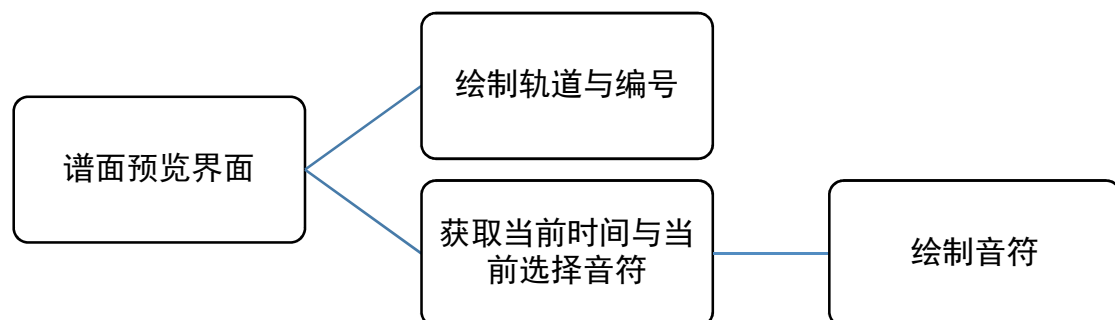 谱面预览界面
绘制轨道与编号
获取当前时间与当
前选择音符
绘制音符